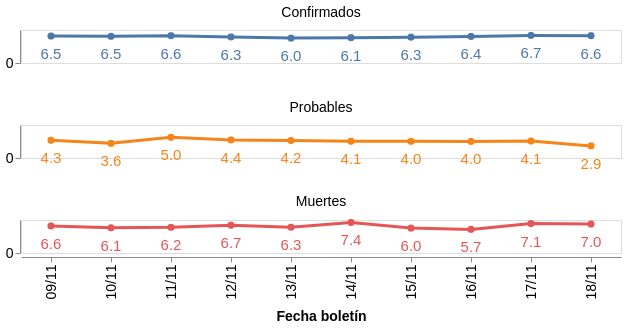 Confirmados
0
6.5 6.5 6.6 6.3 6.0 6.1 6.3 6.4 6.7 6.6
Probables
0
4.3 3.6 5.0 4.4 4.2 4.1 4.0 4.0 4.1 2.9
Muertes
0
6.6 6.1 6.2 6.7 6.3 7.4 6.0 5.7 7.1 7.0
09/11 10/11 11/11 12/11 13/11 14/11 15/11 16/11 17/11 18/11
Fecha boletín